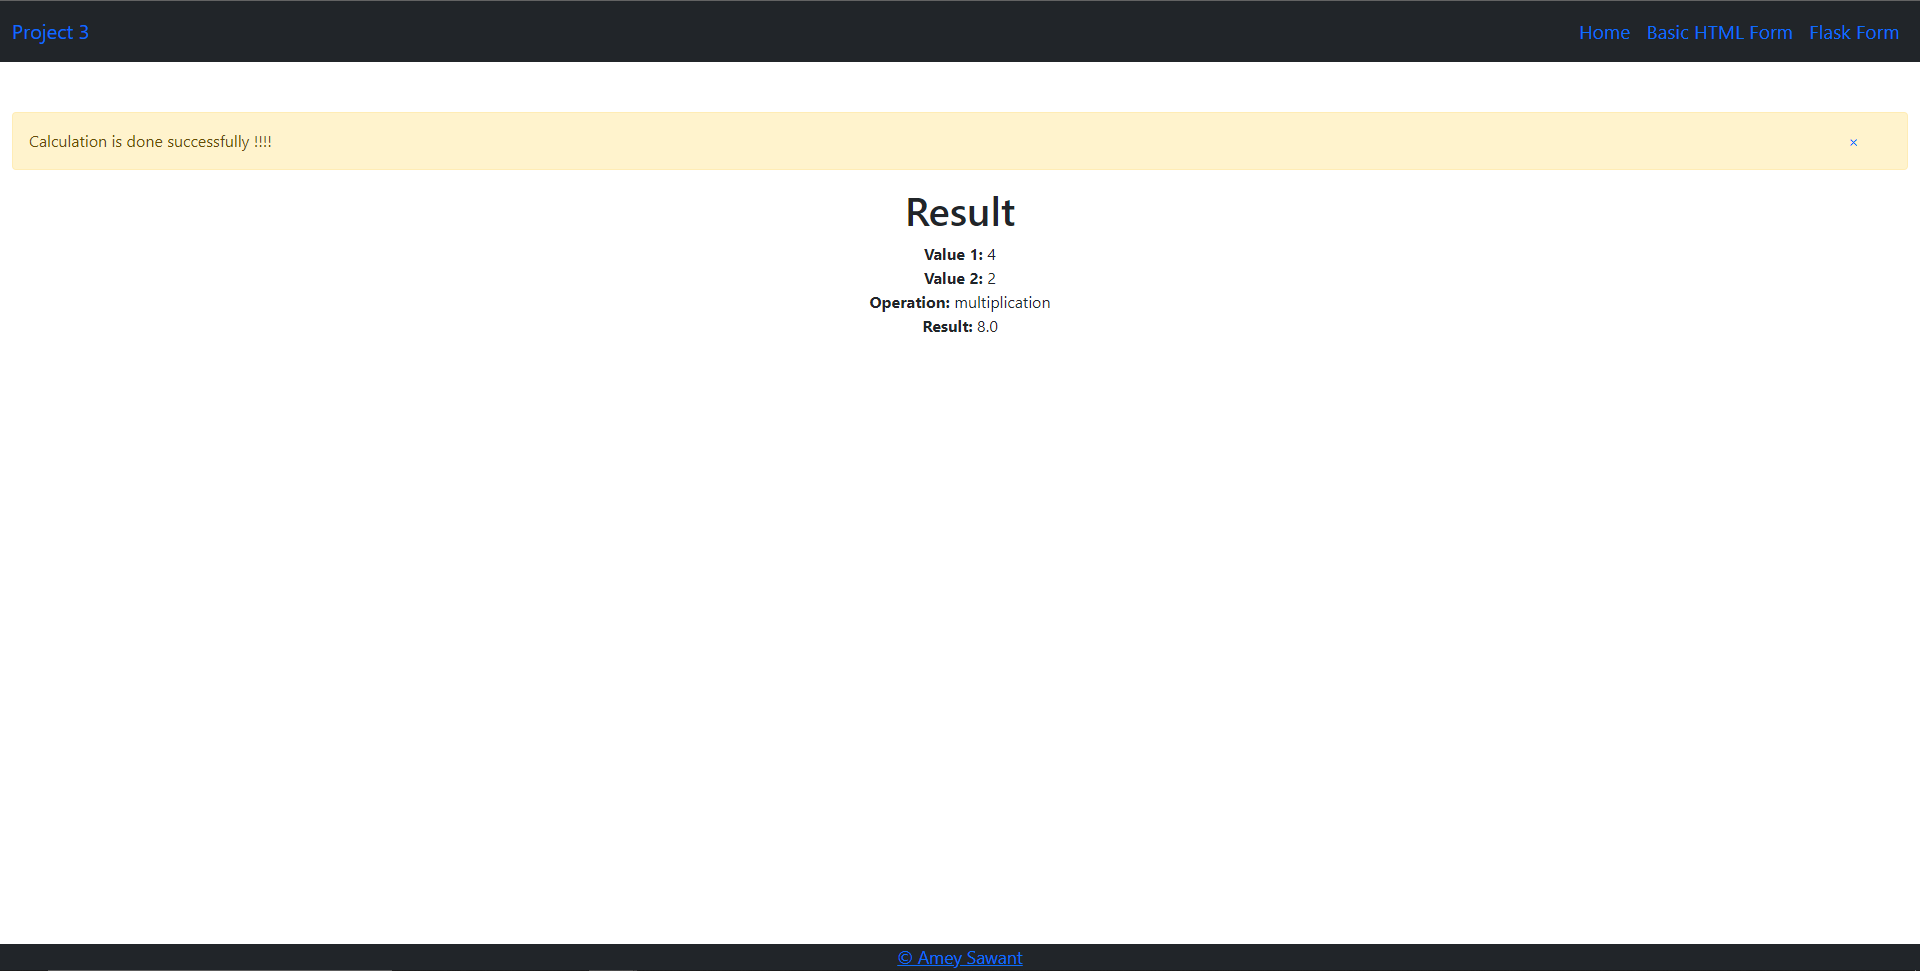 Project 3
Home Basic HTML Form Flask Form
Calculation is done successfully !!!!
×
Result
Value 1: 4
Value 2: 2
Operation: multiplication
Result: 8.0
© Amey Sawant